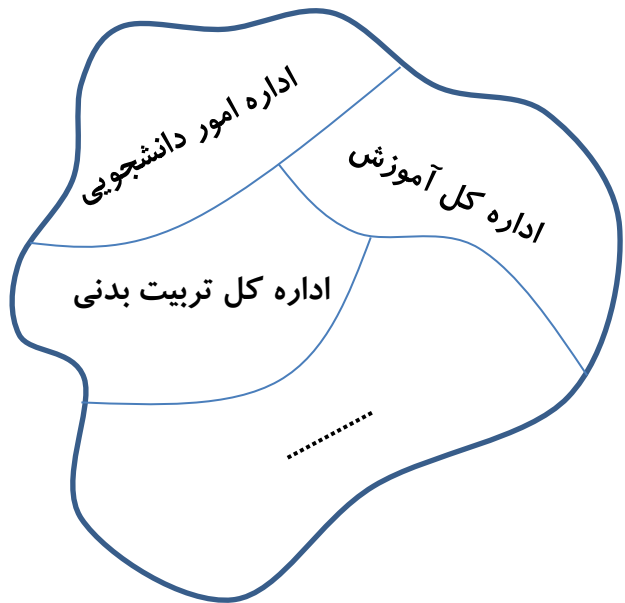 اداره امور دانشجویی
اداره کل آموزش
اداره کل تربیت بدنی
..............